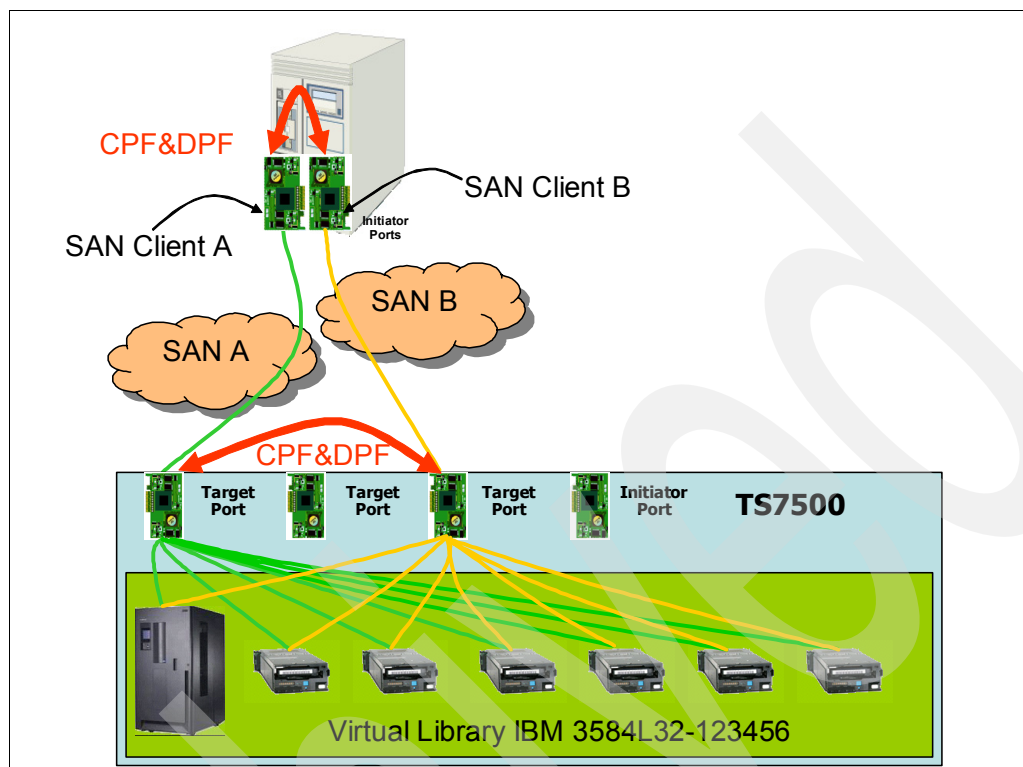 CPF&DPF
SAN Client B
Initiator
Ports
SAN Client A
SAN B
SAN A
CPF&DPF
Target
Port
Target
Port
Target
Port
Initiator
Port
TS7500
Virtual Library IBM 3584L32-123456